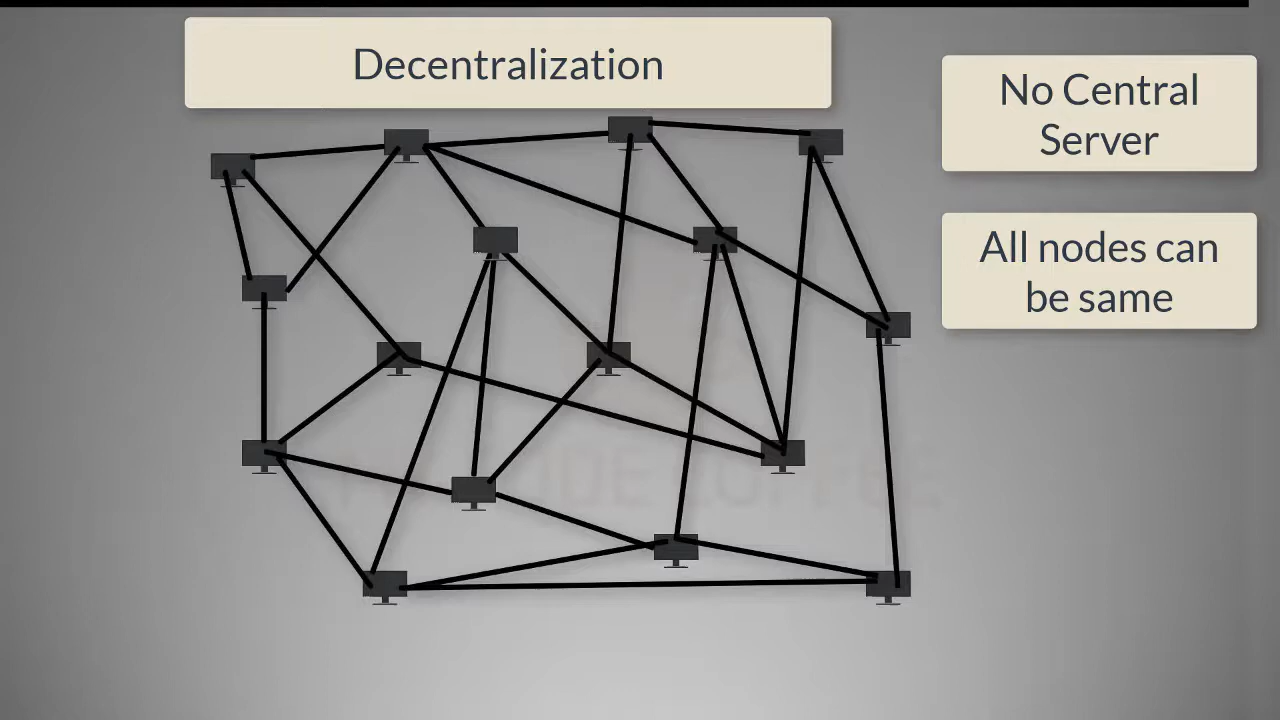 Decentralization
No Central
Server
All nodes can
be same